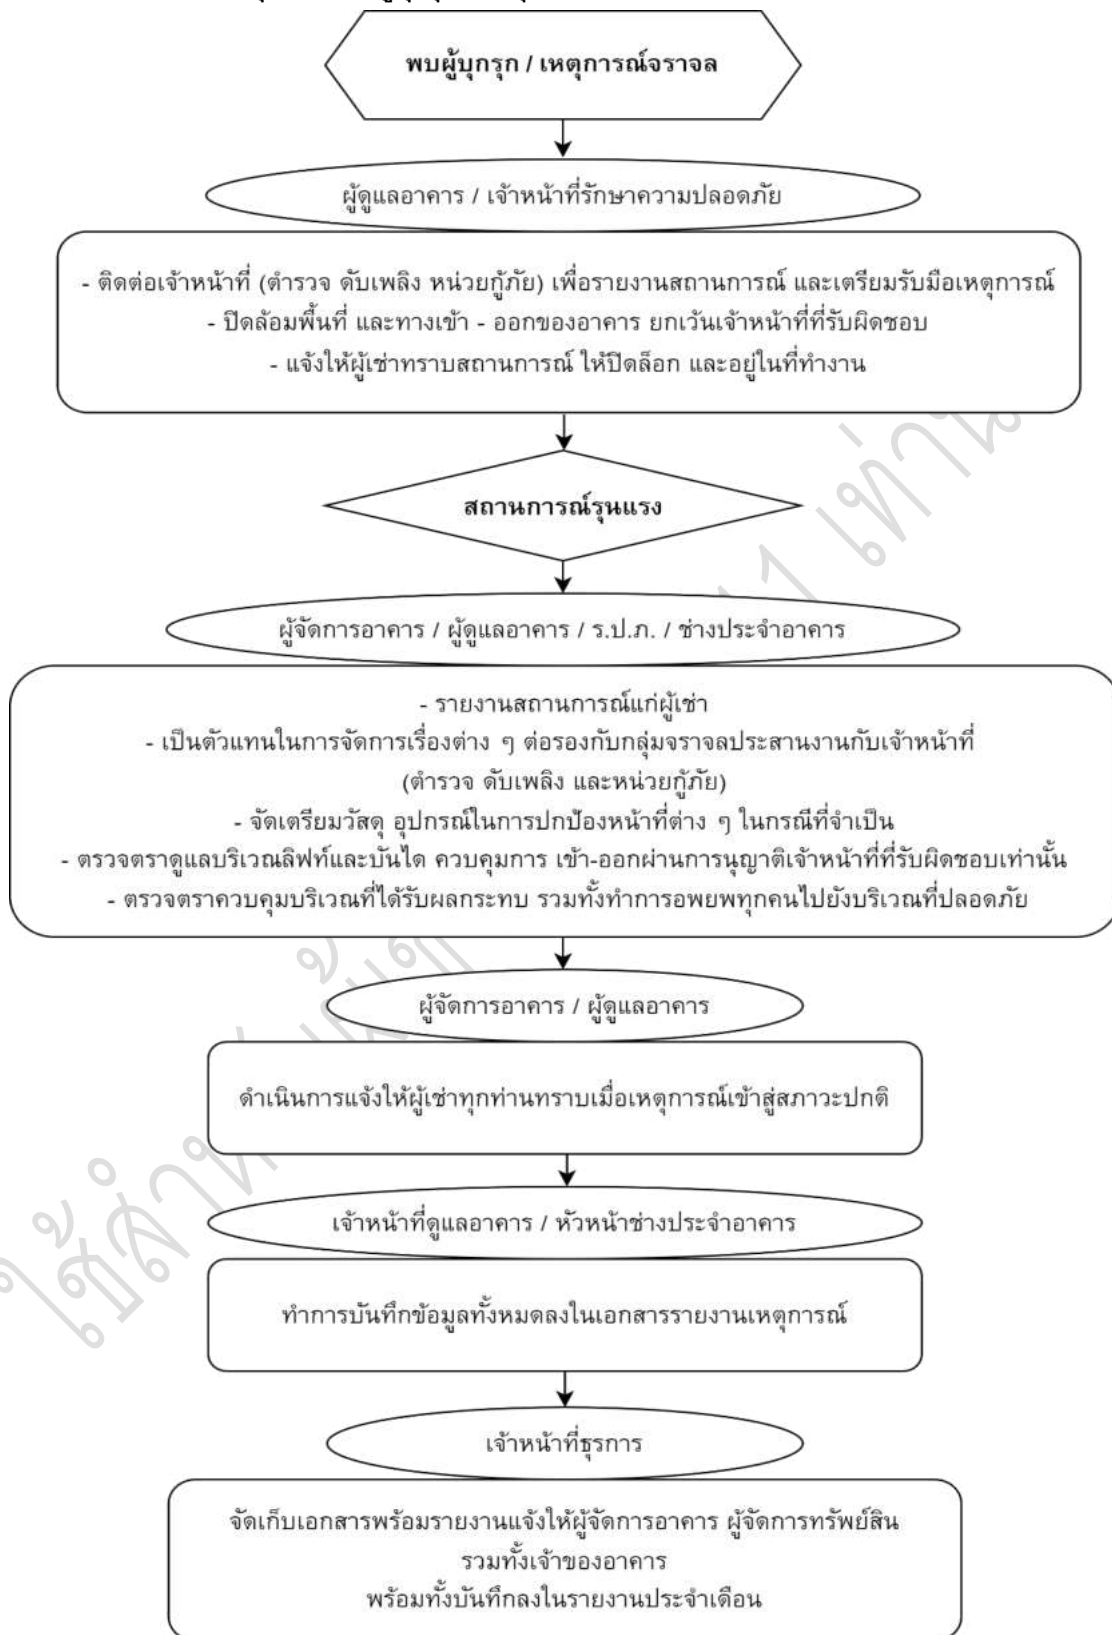 พบผู้บุกรุก / เหตุการณ์จราจล
ผู้ดูแลอาคาร / เจ้าหน้าที่รักษาความปลอดภัย
- ติดต่อเจ้าหน้าที่ (ตำรวจ ดับเพลิง หน่วยกู้ภัย) เพื่อรายงานสถานการณ์ และเตรียมรับมือเหตุการณ์
- ปิดล้อมพื้นที่ และทางเข้า - ออกของอาคาร ยกเว้นเจ้าหน้าที่ที่รับผิดชอบ
- แจ้งให้ผู้เช่าทราบสถานการณ์ ให้ปิดล็อก และอยู่ในที่ทำงาน
สถานการณ์รุนแรง
ผู้จัดการอาคาร / ผู้ดูแลอาคาร / ร.ป.ภ. / ช่างประจำอาคาร
- รายงานสถานการณ์แก่ผู้เช่า
- เป็นตัวแทนในการจัดการเรื่องต่าง ๆ ต่อรองกับกลุ่มจราจลประสานงานกับเจ้าหน้าที่
(ตำรวจ ดับเพลิง และหน่วยกู้ภัย)
- จัดเตรียมวัสดุ อุปกรณ์ในการปกป้องหน้าที่ต่าง ๆ ในกรณีที่จำเป็น
- ตรวจตราดูแลบริเวณลิฟท์และบันได ควบคุมการ เข้า-ออกผ่านการนุญาติเจ้าหน้าที่ที่รับผิดชอบเท่านั้น
- ตรวจตราควบคุมบริเวณที่ได้รับผลกระทบ รวมทั้งทำการอพยพทุกคนไปยังบริเวณที่ปลอดภัย
ผู้จัดการอาคาร / ผู้ดูแลอาคาร
ดำเนินการแจ้งให้ผู้เช่าทุกท่านทราบเมื่อเหตุการณ์เข้าสู่สภาวะปกติ
เจ้าหน้าที่ดูแลอาคาร / หัวหน้าช่างประจำอาคาร
ทำการบันทึกข้อมูลทั้งหมดลงในเอกสารรายงานเหตุการณ์
เจ้าหน้าที่ธุรการ
จัดเก็บเอกสารพร้อมรายงานแจ้งให้ผู้จัดการอาคาร ผู้จัดการทรัพย์สิน
รวมทั้งเจ้าของอาคาร
พร้อมทั้งบันทึกลงในรายงานประจำเดือน